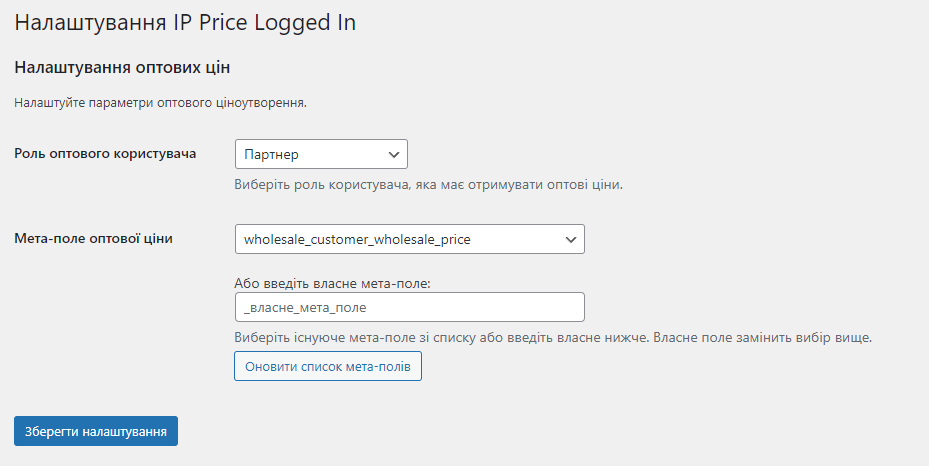 Налаштування IP Price Logged In
Налаштування оптових цін
Налаштуйте параметри оптового ціноутворення.
Роль оптового користувача
Партнер
Виберіть роль користувача, яка має отримувати оптові ціни.
Мета-поле оптової ціни
wholesale_customer_wholesale_price
Або введіть власне мета-поле:
_власне_мета_поле
Виберіть існуюче мета-поле зі списку або введіть власне нижче. Власне поле замінить вибір вище.
Оновити список мета-полів
Зберегти налаштування